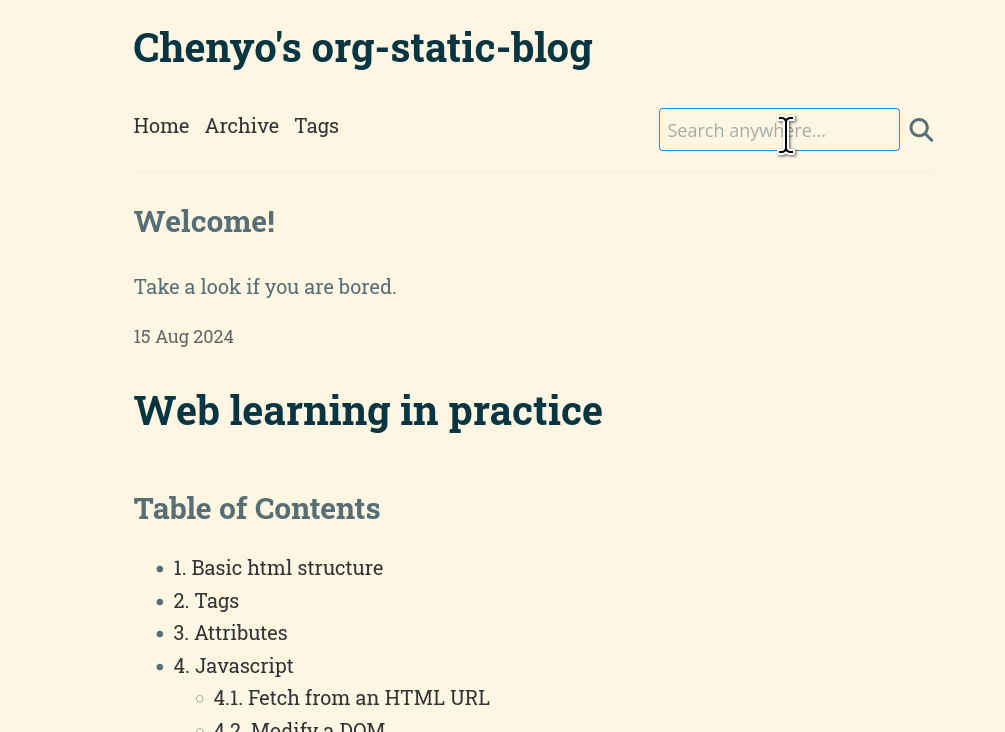 Chenyo's org-static-blog
Home Archive Tags
Search anywhere...
Welcome!
Take a look if you are bored.
15 Aug 2024
Web learning in practice
Table of Contents
1. Basic html structure
2. Tags
3. Attributes
4. Javascript
4.1. Fetch from an HTML URL
4.2. Modify a DOM